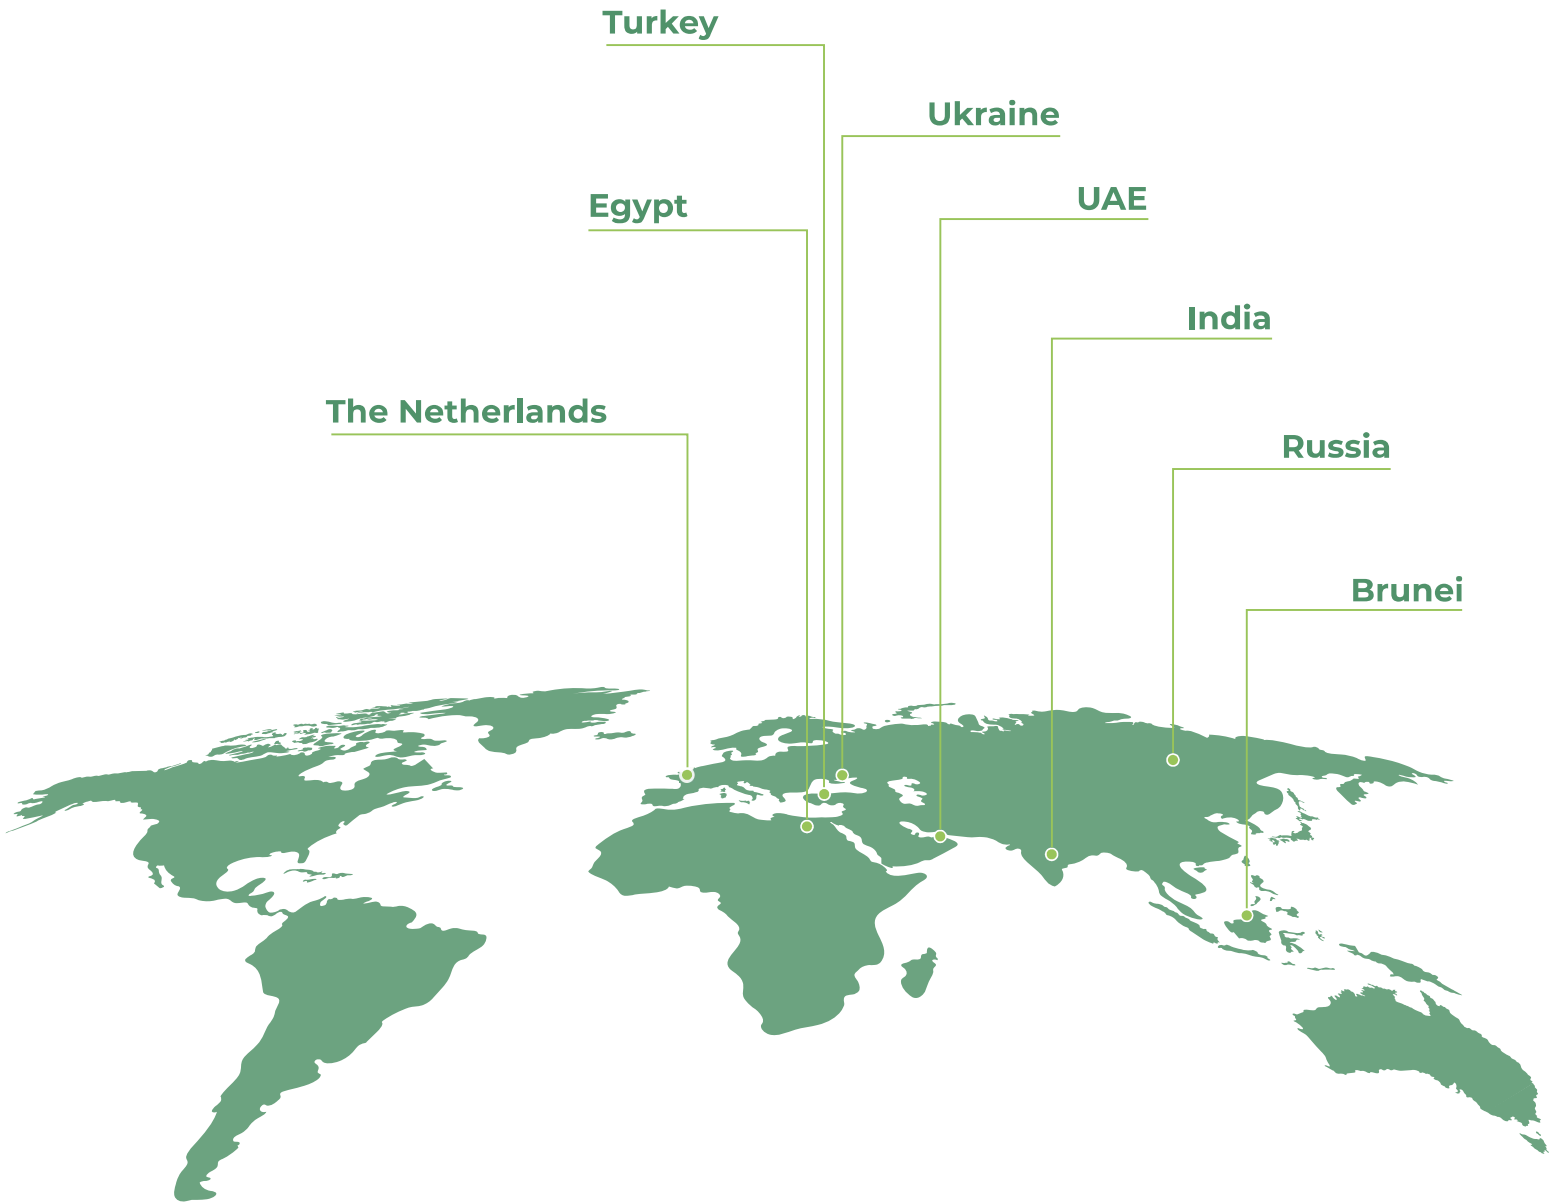 Turkey
Ukraine
UAE
Egypt
India
The Netherlands
Russia
Brunei